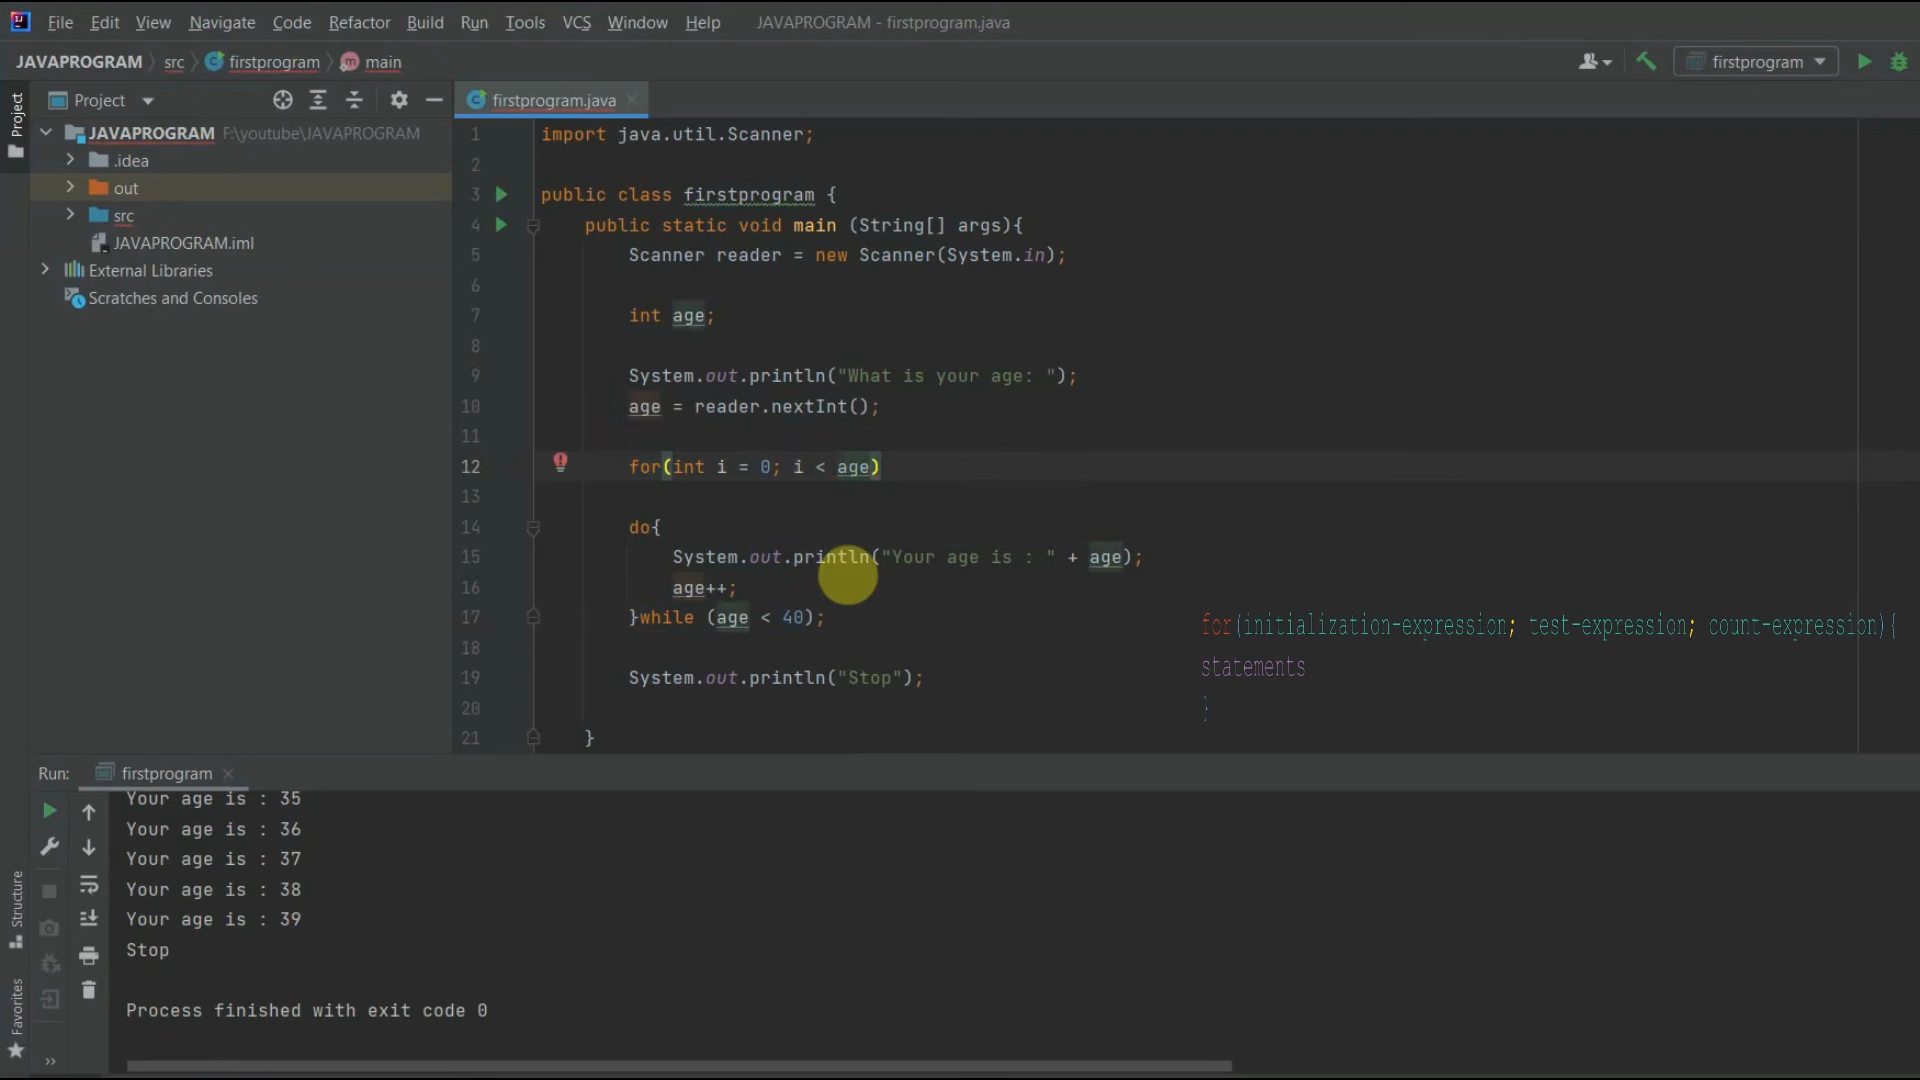 File Edit View Navigate Code Refactor Build Run Tools VCS Window Help JAVAPROGRAM - firstprogram.java
JAVAPROGRAM src firstprogram main firstprogram
Project
Project
firstprogram.java
JAVAPROGRAM F:\youtube\JAVAPROGRAM
.idea
out
src
JAVAPROGRAM.iml
External Libraries
Scratches and Consoles
1 import java.util.Scanner;
2
3 public class firstprogram {
4 public static void main (String[] args){
5 Scanner reader = new Scanner(System.in);
6
7 int age;
8
9 System.out.println("What is your age: ");
10 age = reader.nextInt();
11
12 for(int i = 0; i < age)
13
14 do{
15 System.out.println("Your age is : " + age);
16 age++;
17 }while (age < 40);
18
19 System.out.println("Stop");
20
21 }
for(initialization-expression; test-expression; count-expression){
statements
}
Run: firstprogram
Your age is : 35
Your age is : 36
Your age is : 37
Your age is : 38
Your age is : 39
Stop
Process finished with exit code 0
Structure
Favorites